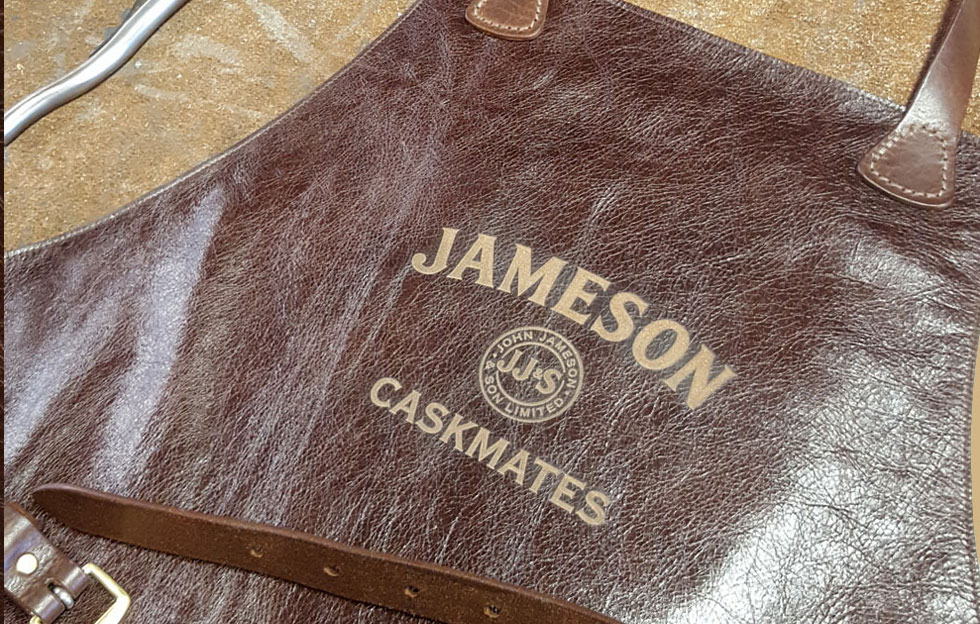 JAMESON
JOHN JAMESON
JJ&S
& SON LIMITED
CASKMATES